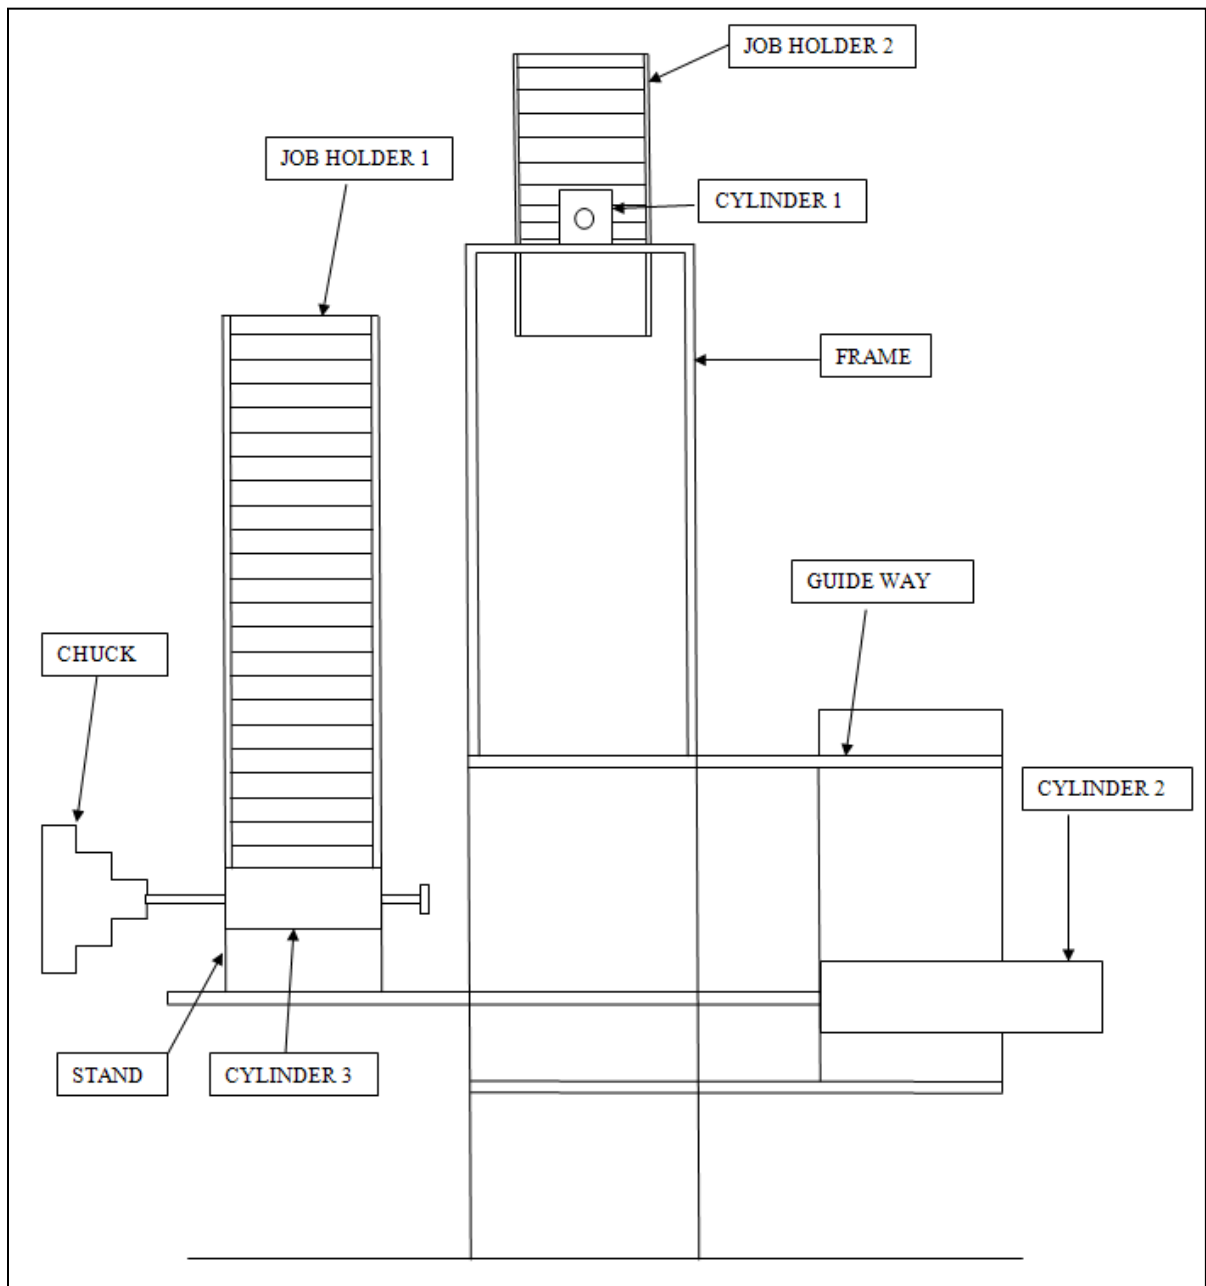 JOB HOLDER 2
JOB HOLDER 1
CYLINDER 1
FRAME
GUIDE WAY
CHUCK
CYLINDER 2
STAND
CYLINDER 3